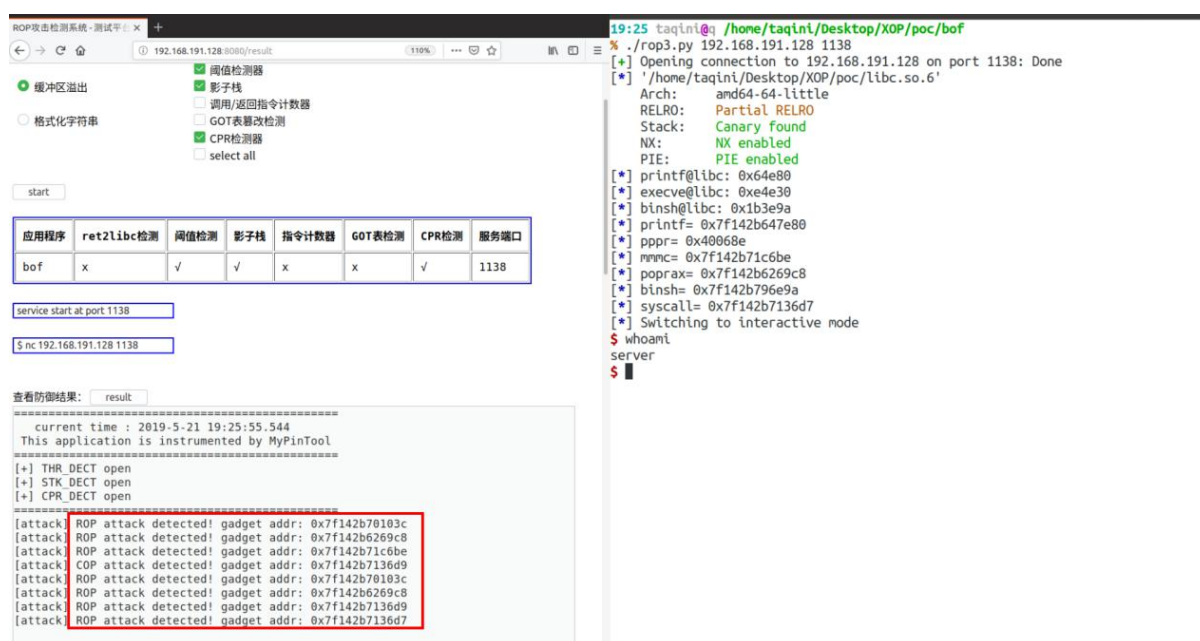 ROP攻击检测系统 - 测试平台
192.168.191.128:8080/result
110%
缓冲区溢出
格式化字符串
阈值检测器
影子栈
调用/返回指令计数器
GOT表篡改检测
CPR检测器
select all
start
应用程序 ret2libc检测 阈值检测 影子栈 指令计数器 GOT表检测 CPR检测 服务端口
bof x √ √ x x √ 1138
service start at port 1138
$ nc 192.168.191.128 1138
查看防御结果： result
==================================================
current time : 2019-5-21 19:25:55.544
This application is instrumented by MyPinTool
==================================================
[+] THR_DECT open
[+] STK_DECT open
[+] CPR_DECT open
==================================================
[attack] ROP attack detected! gadget addr: 0x7f142b70103c
[attack] ROP attack detected! gadget addr: 0x7f142b6269c8
[attack] ROP attack detected! gadget addr: 0x7f142b71c6be
[attack] COP attack detected! gadget addr: 0x7f142b7136d9
[attack] ROP attack detected! gadget addr: 0x7f142b70103c
[attack] ROP attack detected! gadget addr: 0x7f142b6269c8
[attack] ROP attack detected! gadget addr: 0x7f142b7136d9
[attack] ROP attack detected! gadget addr: 0x7f142b7136d7
19:25 taqini@q /home/taqini/Desktop/XOP/poc/bof
% ./rop3.py 192.168.191.128 1138
[+] Opening connection to 192.168.191.128 on port 1138: Done
[*] '/home/taqini/Desktop/XOP/poc/libc.so.6'
Arch: amd64-64-little
RELRO: Partial RELRO
Stack: Canary found
NX: NX enabled
PIE: PIE enabled
[*] printf@libc: 0x64e80
[*] execve@libc: 0xe4e30
[*] binsh@libc: 0x1b3e9a
[*] printf= 0x7f142b647e80
[*] pppr= 0x40068e
[*] mmmc= 0x7f142b71c6be
[*] poprax= 0x7f142b6269c8
[*] binsh= 0x7f142b796e9a
[*] syscall= 0x7f142b7136d7
[*] Switching to interactive mode
$ whoami
server
$